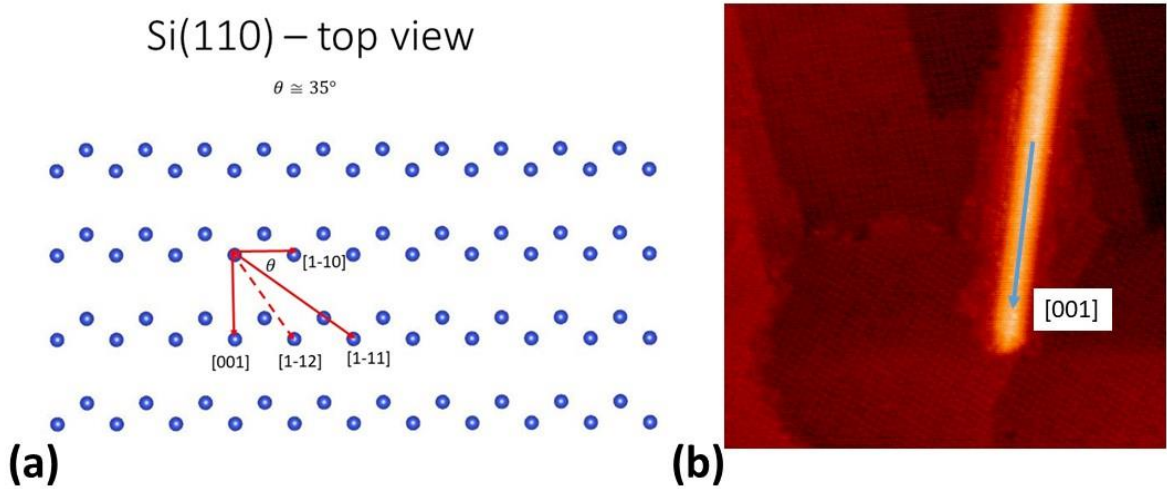 Si(110) – top view
θ ≅ 35°
[1-10]
θ
[001]
[1-12]
[1-11]
(a)
[001]
(b)